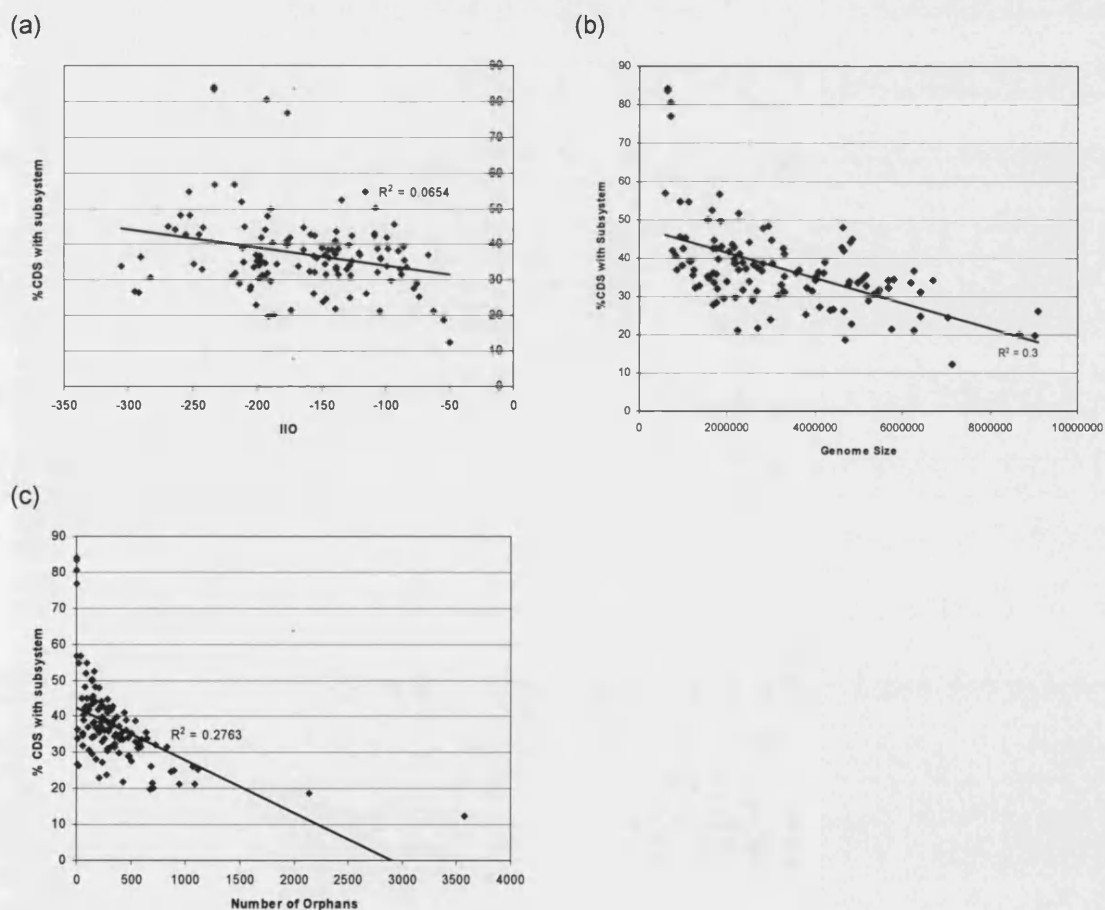 (a)
90
80
70
60
50
40
30
20
10
0
%CDS with subsystem
R² = 0.0654
-350 -300 -250 -200 -150 -100 -50 0
IIO
(b)
90
80
70
60
50
40
30
20
10
0
%CDS with Subsystem
R² = 0.3
0 2000000 4000000 6000000 8000000 10000000
Genome Size
(c)
90
80
70
60
50
40
30
20
10
0
% CDS with subsystem
R² = 0.2763
0 500 1000 1500 2000 2500 3000 3500 4000
Number of Orphans